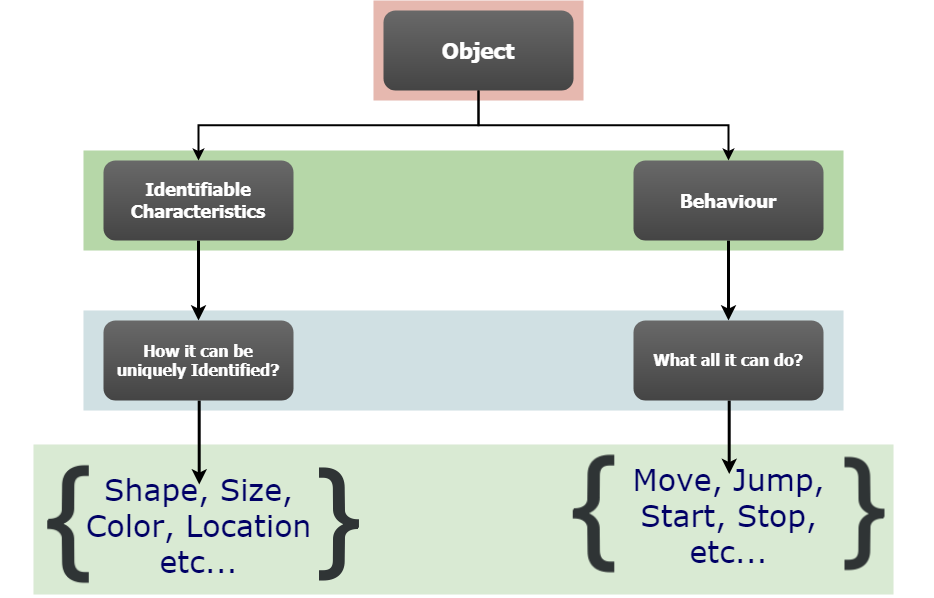 Object
Identifiable
Characteristics
Behaviour
How it can be
uniquely Identified?
What all it can do?
{ Shape, Size, }
Color, Location
etc...
{ Move, Jump, }
Start, Stop,
etc...